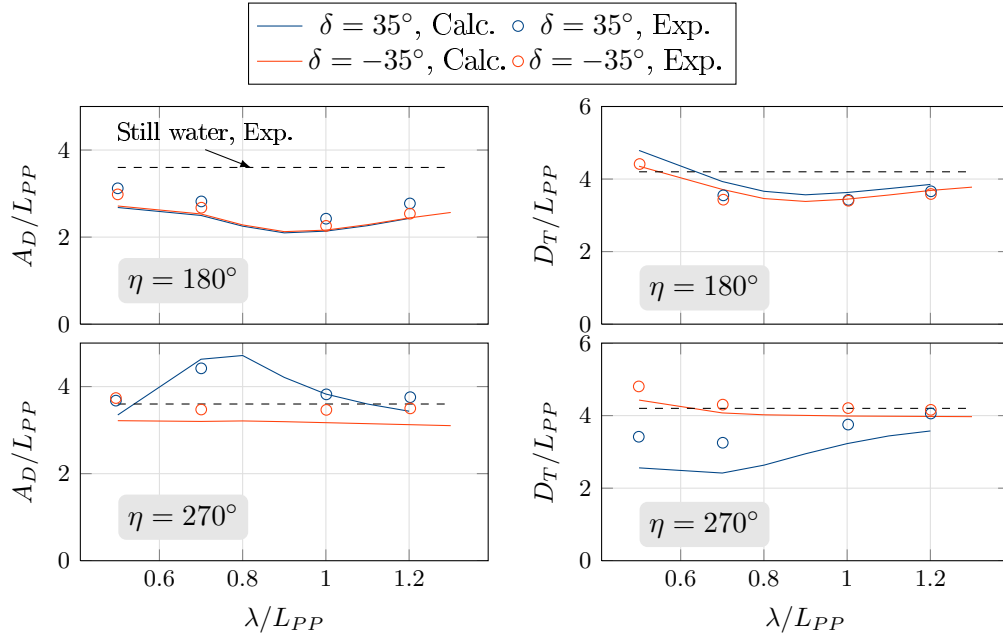 δ = 35°, Calc. δ = 35°, Exp.
δ = −35°, Calc. δ = −35°, Exp.
Still water, Exp.
A_D/L_PP
4
2
0
η = 180°
D_T/L_PP
6
4
2
0
η = 180°
A_D/L_PP
4
2
0
η = 270°
0.6 0.8 1 1.2
λ/L_PP
D_T/L_PP
6
4
2
0
η = 270°
0.6 0.8 1 1.2
λ/L_PP